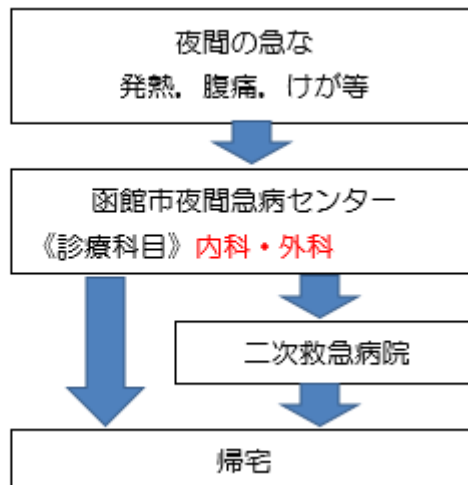 夜間の急な
発熱，腹痛，けが等
函館市夜間急病センター
《診療科目》内科・外科
二次救急病院
帰宅